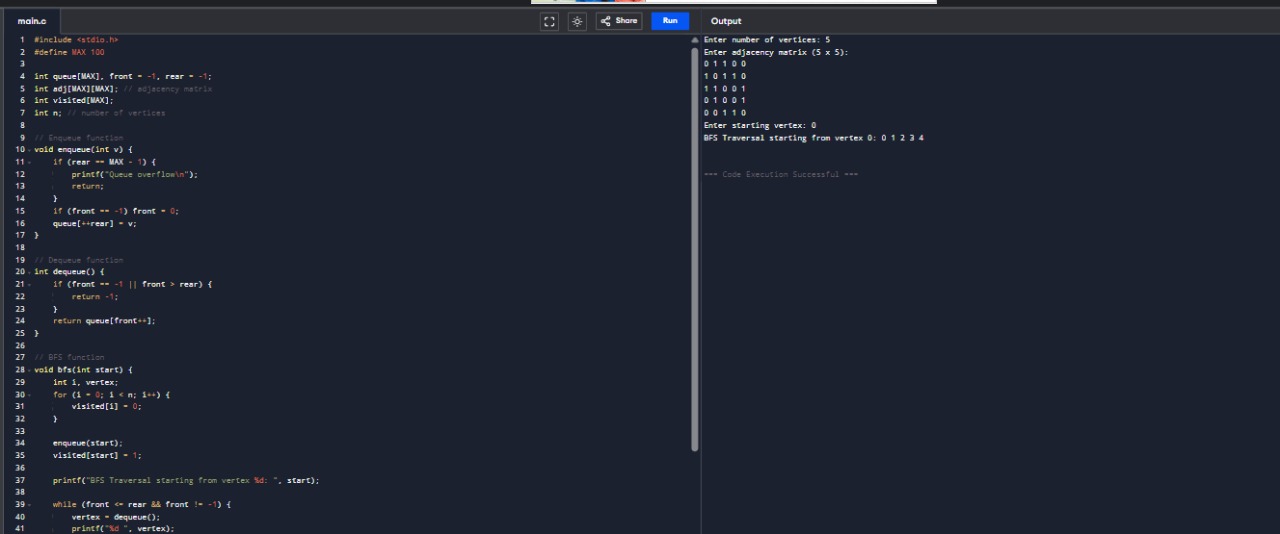 main.c
Share
Run
Output
1 #include <stdio.h>
2 #define MAX 100
3
4 int queue[MAX], front = -1, rear = -1;
5 int adj[MAX][MAX]; // adjacency matrix
6 int visited[MAX];
7 int n; // number of vertices
8
9 // Enqueue function
10 void enqueue(int v) {
11 if (rear == MAX - 1) {
12 printf("Queue overflow\n");
13 return;
14 }
15 if (front == -1) front = 0;
16 queue[++rear] = v;
17 }
18
19 // Dequeue function
20 int dequeue() {
21 if (front == -1 || front > rear) {
22 return -1;
23 }
24 return queue[front++];
25 }
26
27 // BFS function
28 void bfs(int start) {
29 int i, vertex;
30 for (i = 0; i < n; i++) {
31 visited[i] = 0;
32 }
33
34 enqueue(start);
35 visited[start] = 1;
36
37 printf("BFS Traversal starting from vertex %d: ", start);
38
39 while (front <= rear && front != -1) {
40 vertex = dequeue();
41 printf("%d ", vertex);
Enter number of vertices: 5
Enter adjacency matrix (5 x 5):
0 1 1 0 0
1 0 1 1 0
1 1 0 0 1
0 1 0 0 1
0 0 1 1 0
Enter starting vertex: 0
BFS Traversal starting from vertex 0: 0 1 2 3 4
=== Code Execution Successful ===